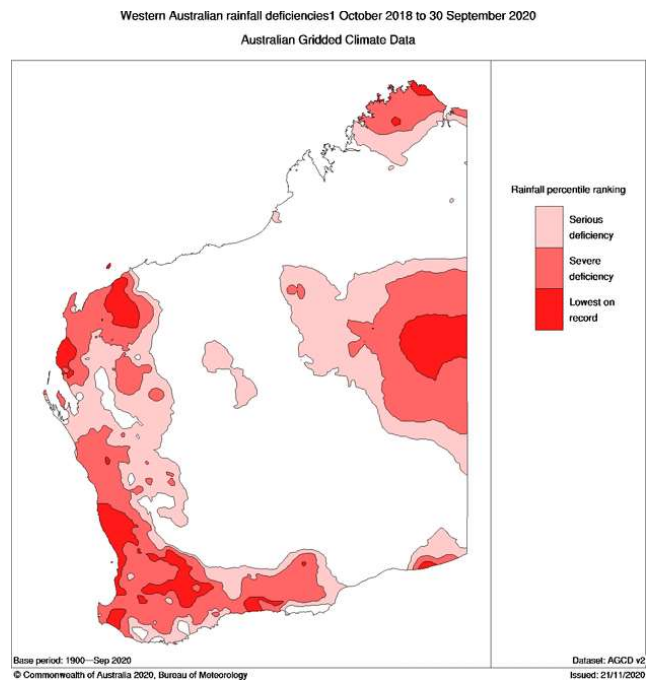 Western Australian rainfall deficiencies1 October 2018 to 30 September 2020
Australian Gridded Climate Data
Rainfall percentile ranking
Serious
deficiency
Severe
deficiency
Lowest on
record
Base period: 1900—Sep 2020
Dataset: AGCD v2
© Commonwealth of Australia 2020, Bureau of Meteorology
Issued: 21/11/2020